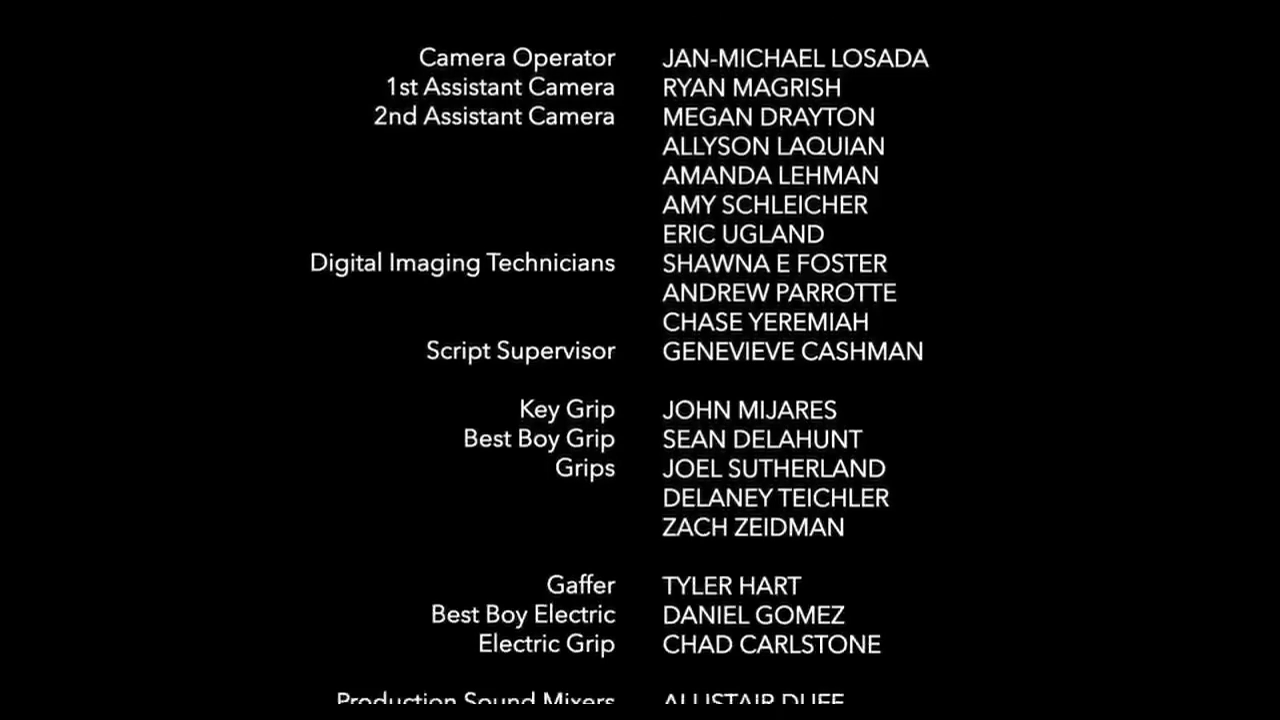 Camera Operator JAN-MICHAEL LOSADA
1st Assistant Camera RYAN MAGRISH
2nd Assistant Camera MEGAN DRAYTON
ALLYSON LAQUIAN
AMANDA LEHMAN
AMY SCHLEICHER
ERIC UGLAND
Digital Imaging Technicians SHAWNA E FOSTER
ANDREW PARROTTE
CHASE YEREMIAH
Script Supervisor GENEVIEVE CASHMAN
Key Grip JOHN MIJARES
Best Boy Grip SEAN DELAHUNT
Grips JOEL SUTHERLAND
DELANEY TEICHLER
ZACH ZEIDMAN
Gaffer TYLER HART
Best Boy Electric DANIEL GOMEZ
Electric Grip CHAD CARLSTONE
Production Sound Mixers